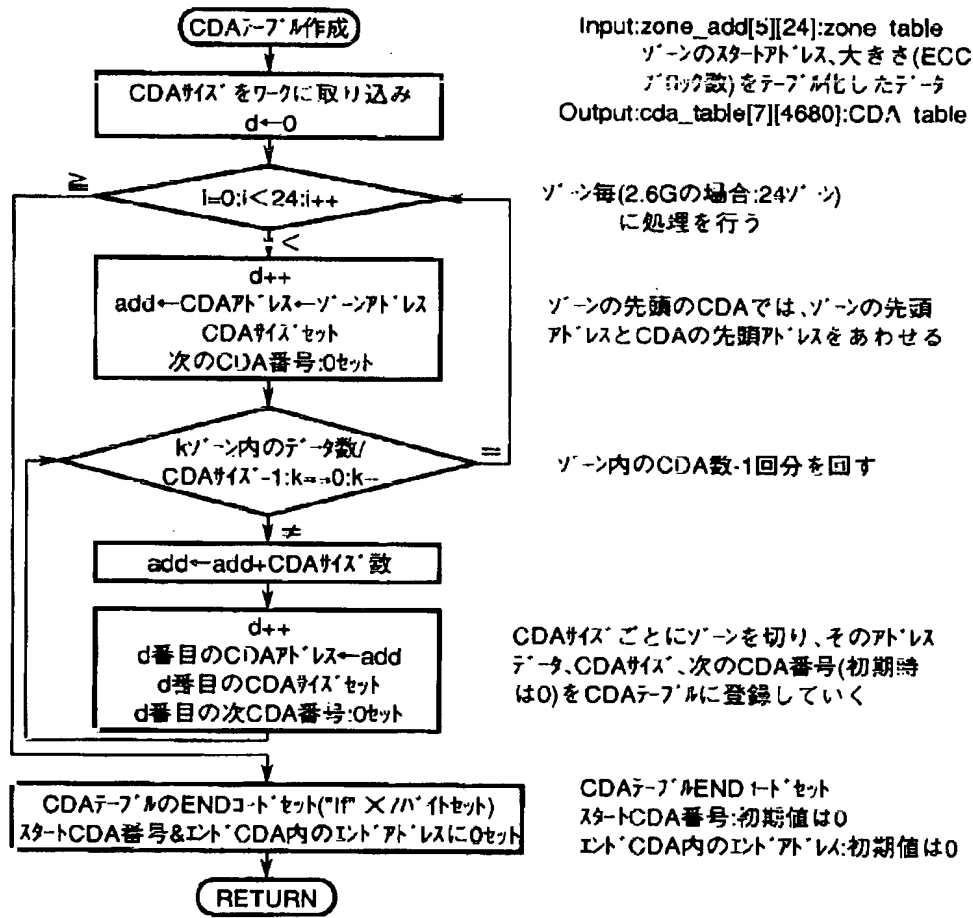 CDAﾃｰﾌﾞﾙ作成
Input:zone_add[5][24]:zone table
ｿﾞｰﾝのｽﾀｰﾄｱﾄﾞﾚｽ、大きさ(ECC
ﾌﾞﾛｯｸ数)をﾃｰﾌﾞﾙ化したﾃﾞｰﾀ
Output:cda_table[7][4680}:CDA table
CDAｻｲｽﾞをﾜｰｸに取り込み
d←0
≧
i=0:i<24:i++
<
ｿﾞｰﾝ毎(2.6Gの場合:24ｿﾞｰﾝ)
に処理を行う
d++
add←CDAｱﾄﾞﾚｽ←ｿﾞｰﾝｱﾄﾞﾚｽ
CDAｻｲｽﾞｾｯﾄ
次のCDA番号:0ｾｯﾄ
ｿﾞｰﾝの先頭のCDAでは、ｿﾞｰﾝの先頭
ｱﾄﾞﾚｽとCDAの先頭ｱﾄﾞﾚｽをあわせる
kｿﾞｰﾝ内のﾃﾞｰﾀ数/
CDAｻｲｽﾞ-1:k==0:k--
=
≠
ｿﾞｰﾝ内のCDA数-1回分を回す
add←add+CDAｻｲｽﾞ数
d++
d番目のCDAｱﾄﾞﾚｽ←add
d番目のCDAｻｲｽﾞｾｯﾄ
d番目の次CDA番号:0ｾｯﾄ
CDAｻｲｽﾞごとにｿﾞｰﾝを切り、そのｱﾄﾞﾚｽ
ﾃﾞｰﾀ、CDAｻｲｽﾞ、次のCDA番号(初期時
は0)をCDAﾃｰﾌﾞﾙに登録していく
CDAﾃｰﾌﾞﾙのENDｺｰﾄﾞｾｯﾄ("ff" ×7ﾊﾞｲﾄｾｯﾄ)
ｽﾀｰﾄCDA番号&ｴﾝﾄﾞCDA内のｴﾝﾄﾞｱﾄﾞﾚｽに0ｾｯﾄ
CDAﾃｰﾌﾞﾙENDｺｰﾄﾞｾｯﾄ
ｽﾀｰﾄCDA番号:初期値は0
ｴﾝﾄﾞCDA内のｴﾝﾄﾞｱﾄﾞﾚｽ:初期値は0
RETURN